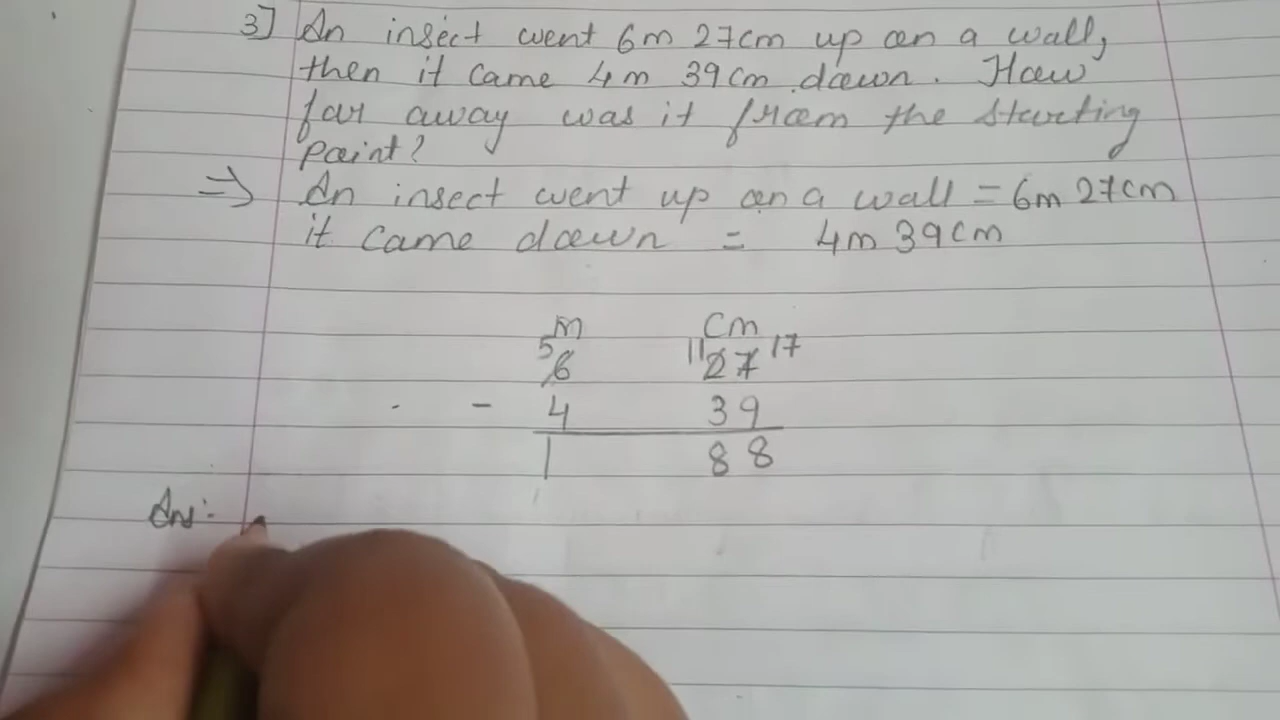 3] An insect went 6m 27cm up on a wall,
then it came 4m 39cm down. How
far away was it from the starting
point?
⇒ An insect went up on a wall = 6m 27cm
it came down = 4m 39cm
m cm
5 11 17
6 27
- 4 39
1 88
Ans:-